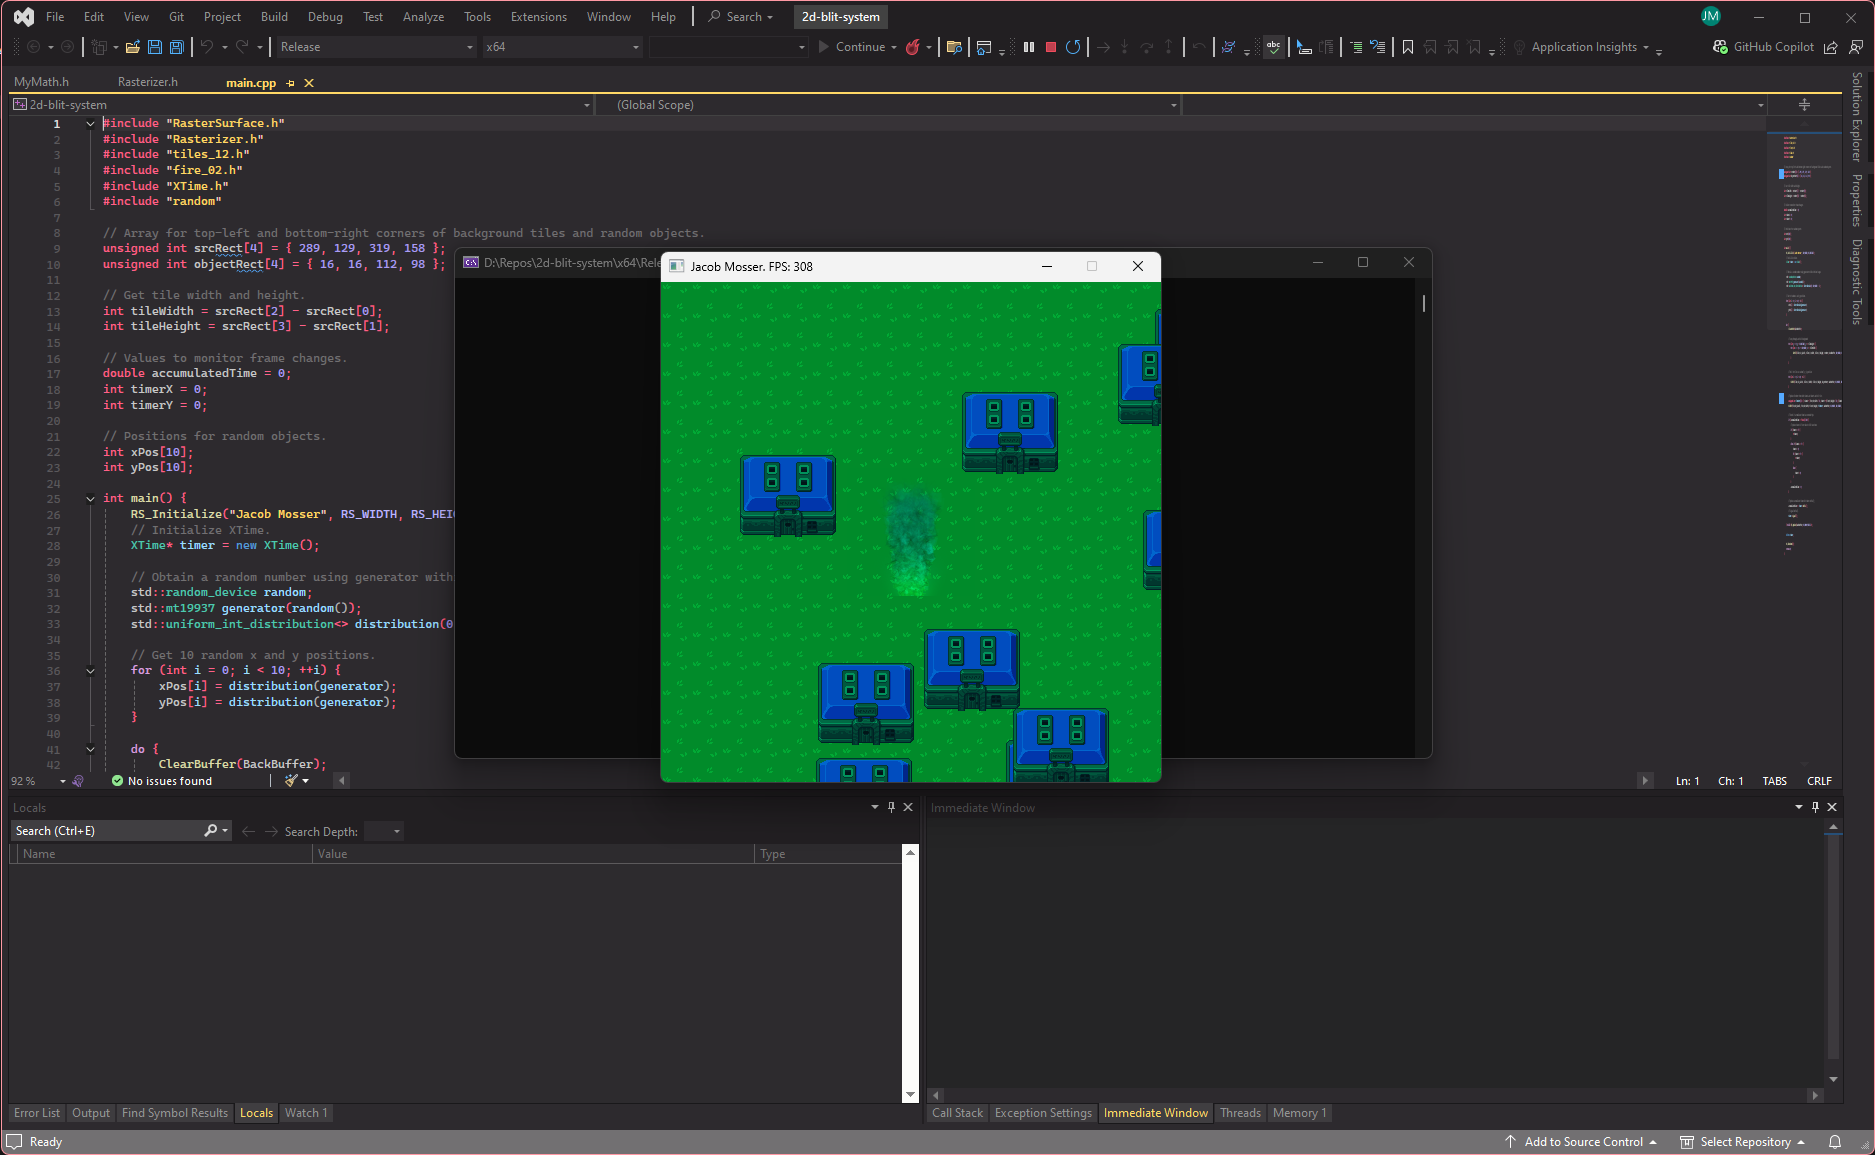 File Edit View Git Project Build Debug Test Analyze Tools Extensions Window Help Search 2d-blit-system JM
Release x64 Continue abc Application Insights GitHub Copilot
MyMath.h Rasterizer.h main.cpp
2d-blit-system (Global Scope)
1 #include "RasterSurface.h"
2 #include "Rasterizer.h"
3 #include "tiles_12.h"
4 #include "fire_02.h"
5 #include "XTime.h"
6 #include "random"
7
8 // Array for top-left and bottom-right corners of background tiles and random objects.
9 unsigned int srcRect[4] = { 289, 129, 319, 158 };
10 unsigned int objectRect[4] = { 16, 16, 112, 98 };
11
12 // Get tile width and height.
13 int tileWidth = srcRect[2] - srcRect[0];
14 int tileHeight = srcRect[3] - srcRect[1];
15
16 // Values to monitor frame changes.
17 double accumulatedTime = 0;
18 int timerX = 0;
19 int timerY = 0;
20
21 // Positions for random objects.
22 int xPos[10];
23 int yPos[10];
24
25 int main() {
26 RS_Initialize("Jacob Mosser", RS_WIDTH, RS_HEI
27 // Initialize XTime.
28 XTime* timer = new XTime();
29
30 // Obtain a random number using generator with
31 std::random_device random;
32 std::mt19937 generator(random());
33 std::uniform_int_distribution<> distribution(0
34
35 // Get 10 random x and y positions.
36 for (int i = 0; i < 10; ++i) {
37 xPos[i] = distribution(generator);
38 yPos[i] = distribution(generator);
39 }
40
41 do {
42 ClearBuffer(BackBuffer);
D:\Repos\2d-blit-system\x64\Rele
Jacob Mosser. FPS: 308
92 % No issues found Ln: 1 Ch: 1 TABS CRLF
Solution Explorer
Properties
Diagnostic Tools
Locals
Search (Ctrl+E) Search Depth:
Name Value Type
Immediate Window
Error List Output Find Symbol Results Locals Watch 1
Call Stack Exception Settings Immediate Window Threads Memory 1
Ready Add to Source Control Select Repository